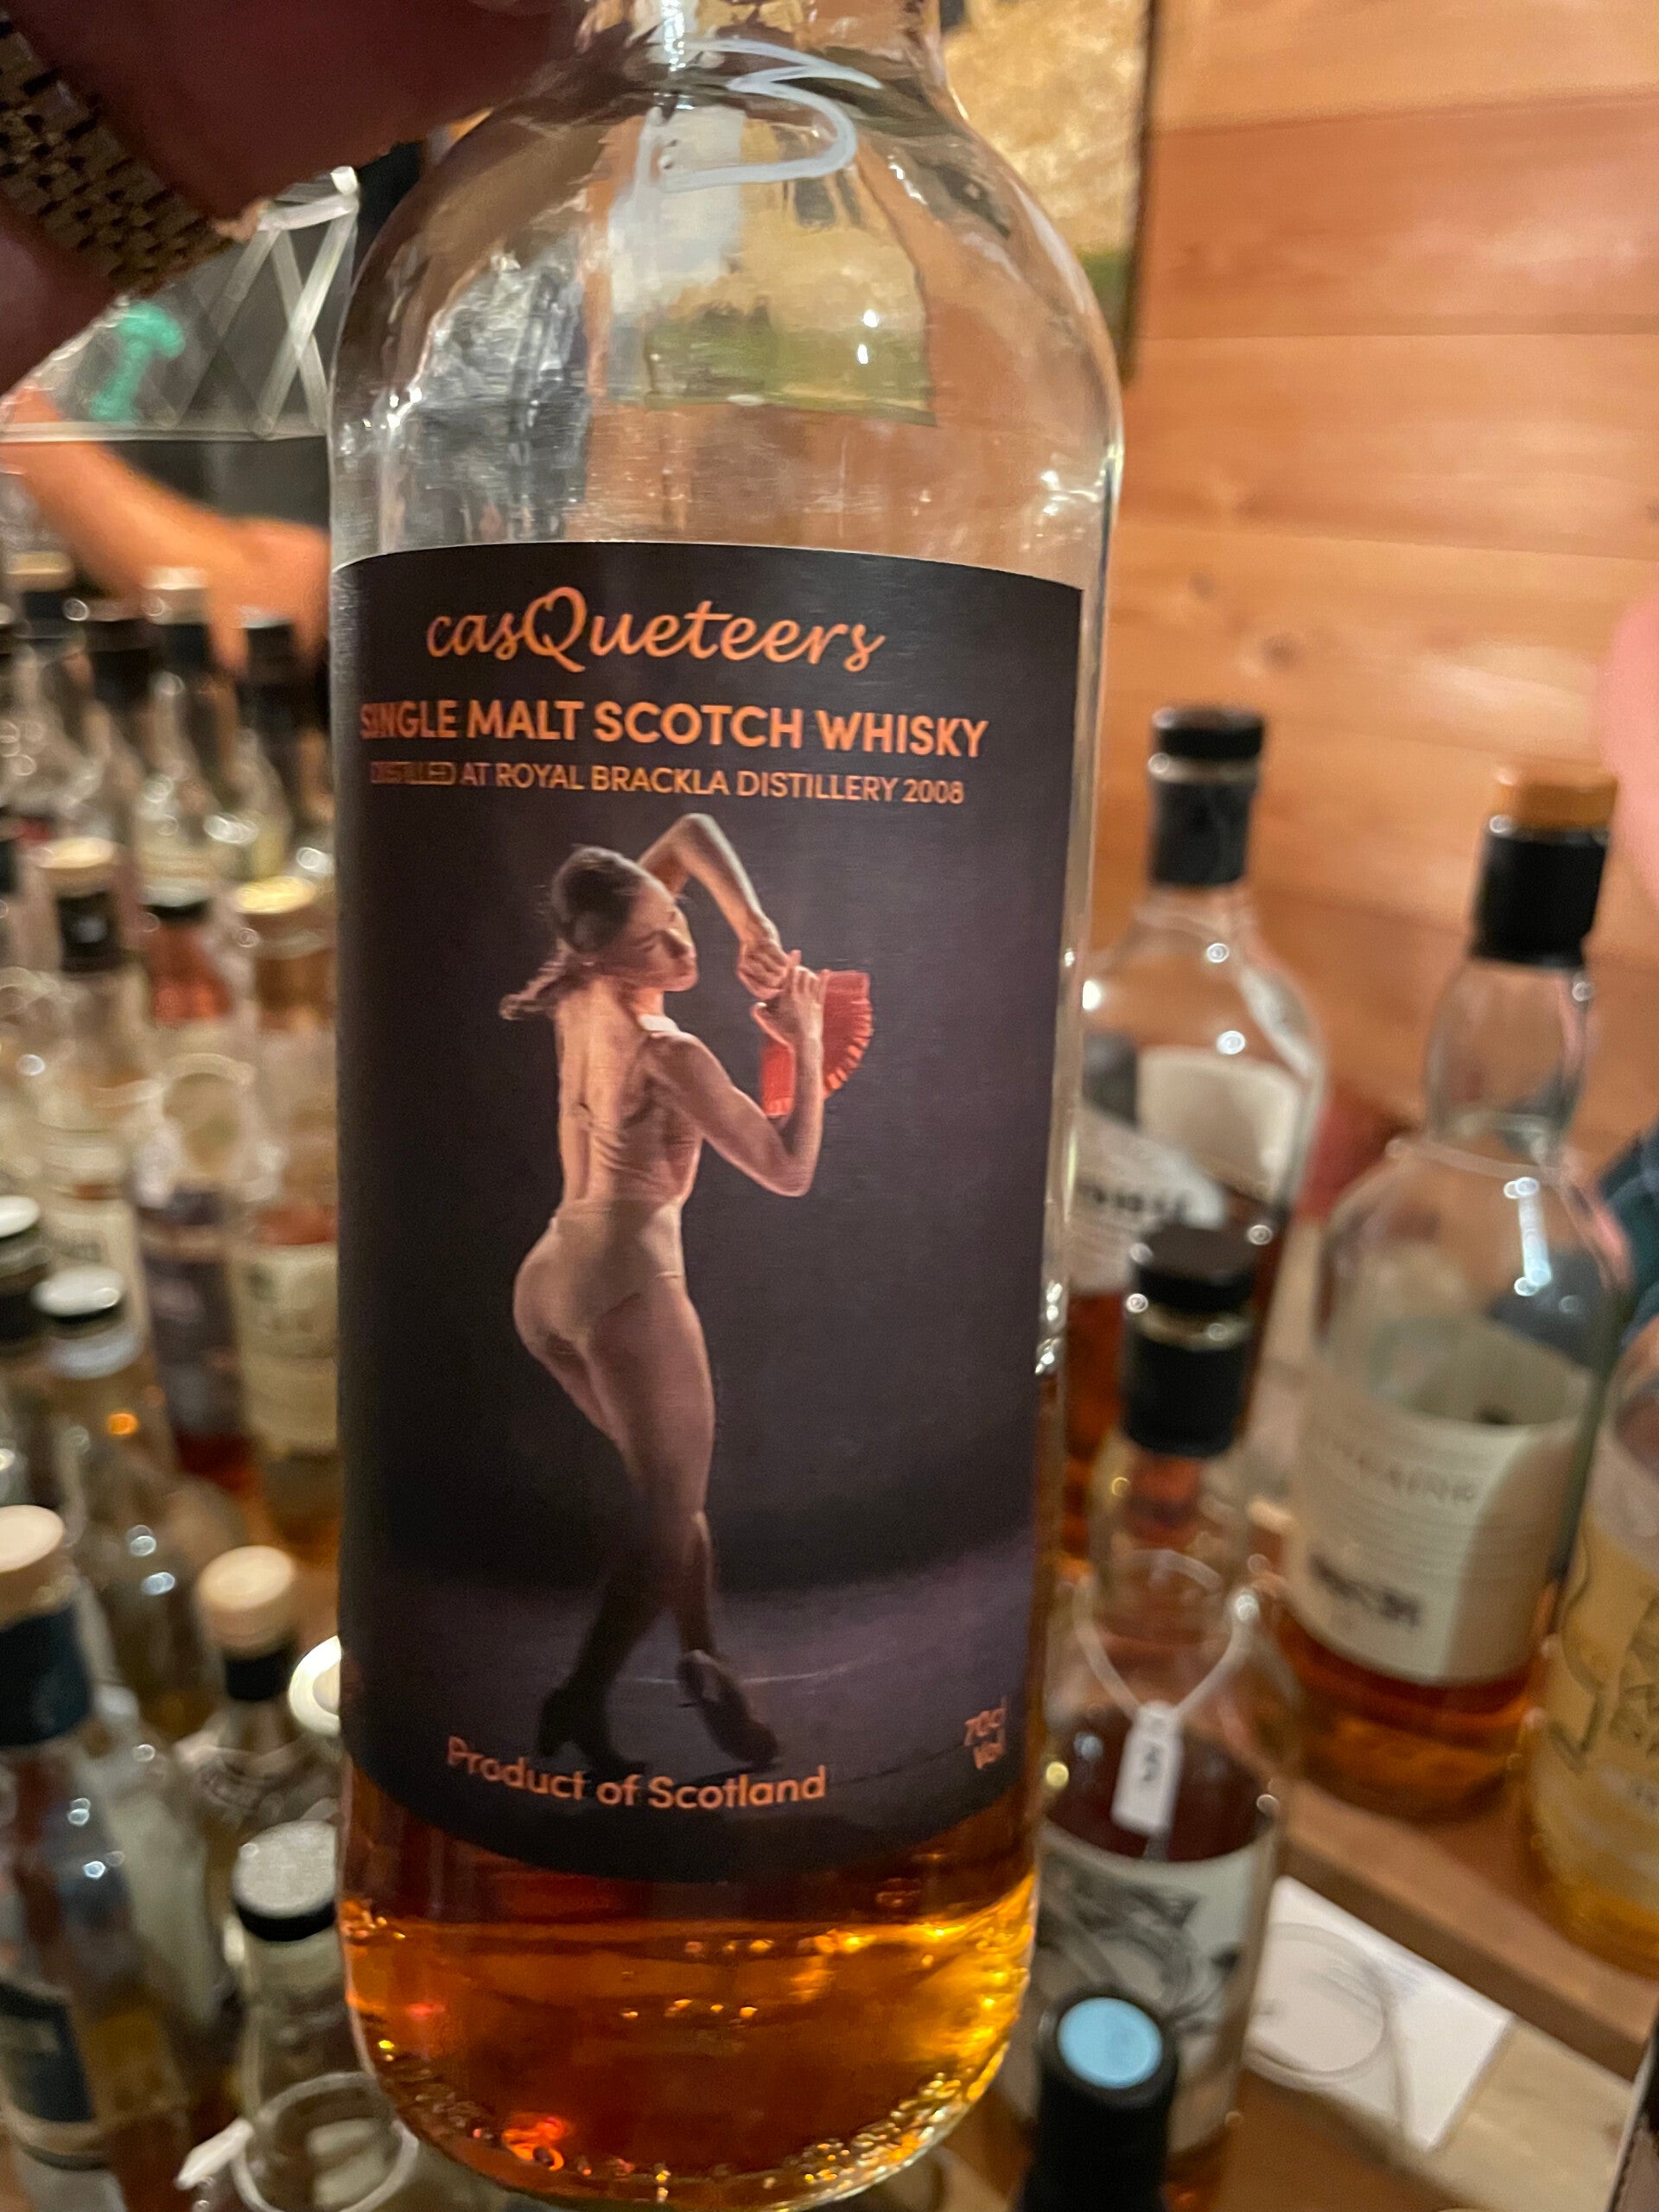 casQueteers
SINGLE MALT SCOTCH WHISKY
DISTILLED AT ROYAL BRACKLA DISTILLERY 2008
Product of Scotland
70cl
Vol